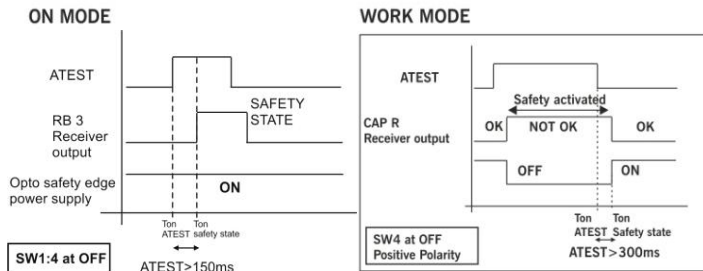 ON MODE
ATEST
RB 3
Receiver
output
SAFETY
STATE
Opto safety edge
power supply
ON
Ton
ATEST
Ton
safety state
SW1:4 at OFF
ATEST>150ms
WORK MODE
ATEST
Safety activated
CAP R
Receiver output
OK
NOT OK
OK
OFF
ON
Ton
ATEST
Ton
Safety state
SW4 at OFF
Positive Polarity
ATEST>300ms